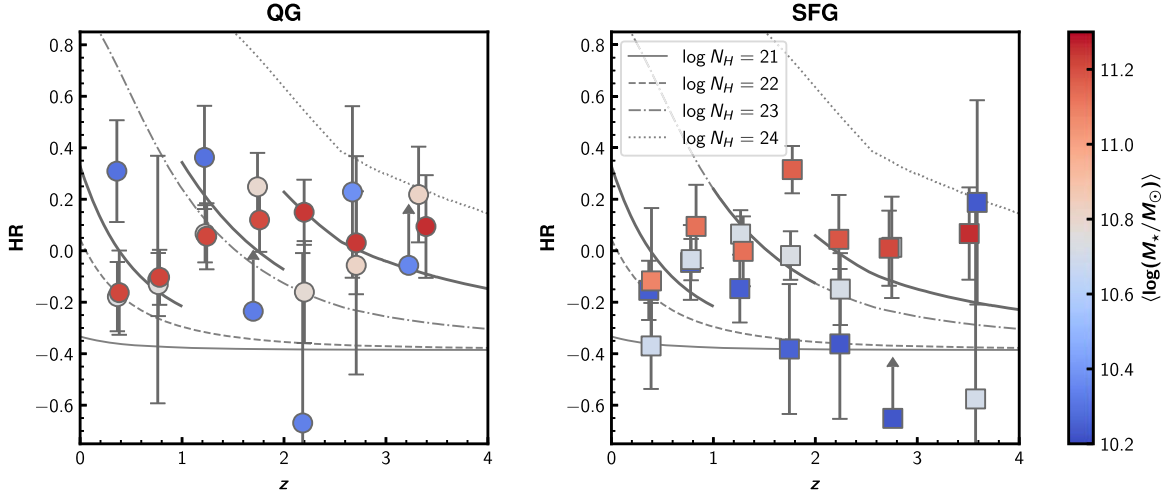 QG
0.8
0.6
0.4
0.2
0.0
−0.2
−0.4
−0.6
HR
0 1 2 3 4
z
SFG
0.8
0.6
0.4
0.2
0.0
−0.2
−0.4
−0.6
HR
log N_H = 21
log N_H = 22
log N_H = 23
log N_H = 24
0 1 2 3 4
z
11.2
11.0
10.8
10.6
10.4
10.2
⟨log(M⋆/M⊙)⟩